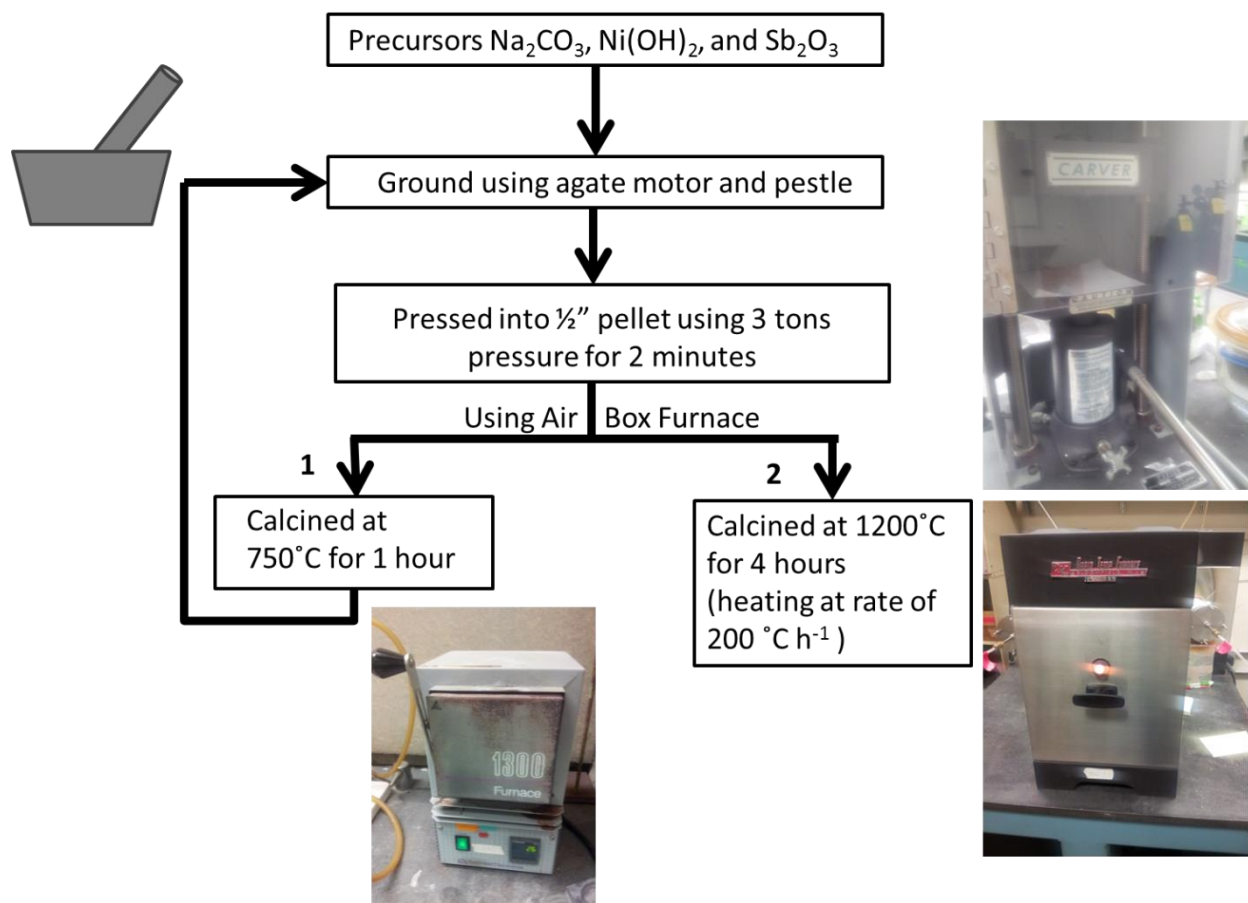 Precursors Na₂CO₃, Ni(OH)₂, and Sb₂O₃
Ground using agate motor and pestle
Pressed into ½” pellet using 3 tons
pressure for 2 minutes
Using Air Box Furnace
1
2
Calcined at
750˚C for 1 hour
Calcined at 1200˚C
for 4 hours
(heating at rate of
200 ˚C h⁻¹ )
CARVER
1300
Furnace